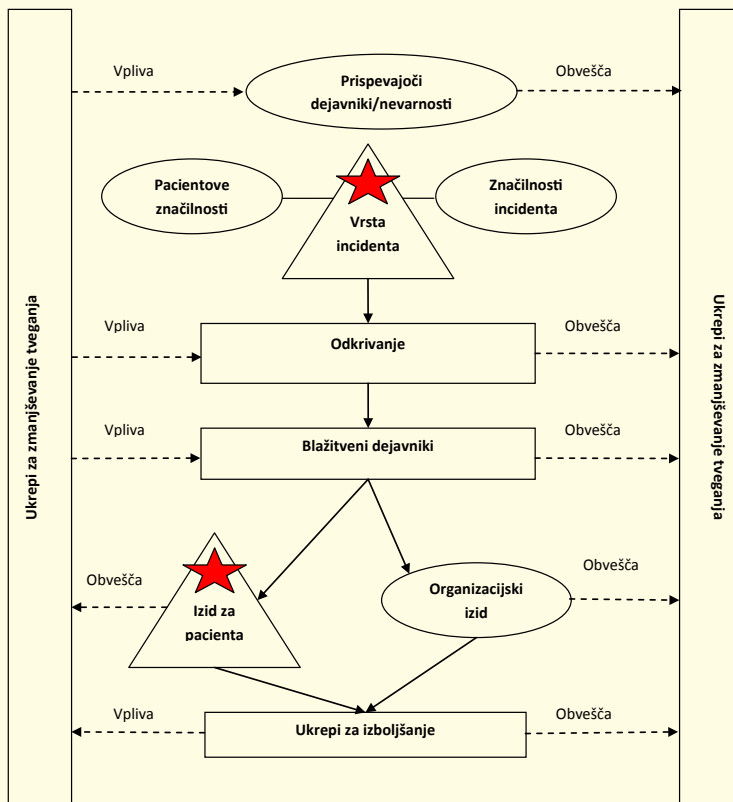 Ukrepi za zmanjševanje tveganja
Vpliva
Prispevajoči
dejavniki/nevarnosti
Obvešča
Pacientove
značilnosti
Vrsta
incidenta
Značilnosti
incidenta
Vpliva
Odkrivanje
Obvešča
Vpliva
Blažitveni dejavniki
Obvešča
Obvešča
Izid za
pacienta
Organizacijski
izid
Obvešča
Vpliva
Ukrepi za izboljšanje
Obvešča
Ukrepi za zmanjševanje tveganja